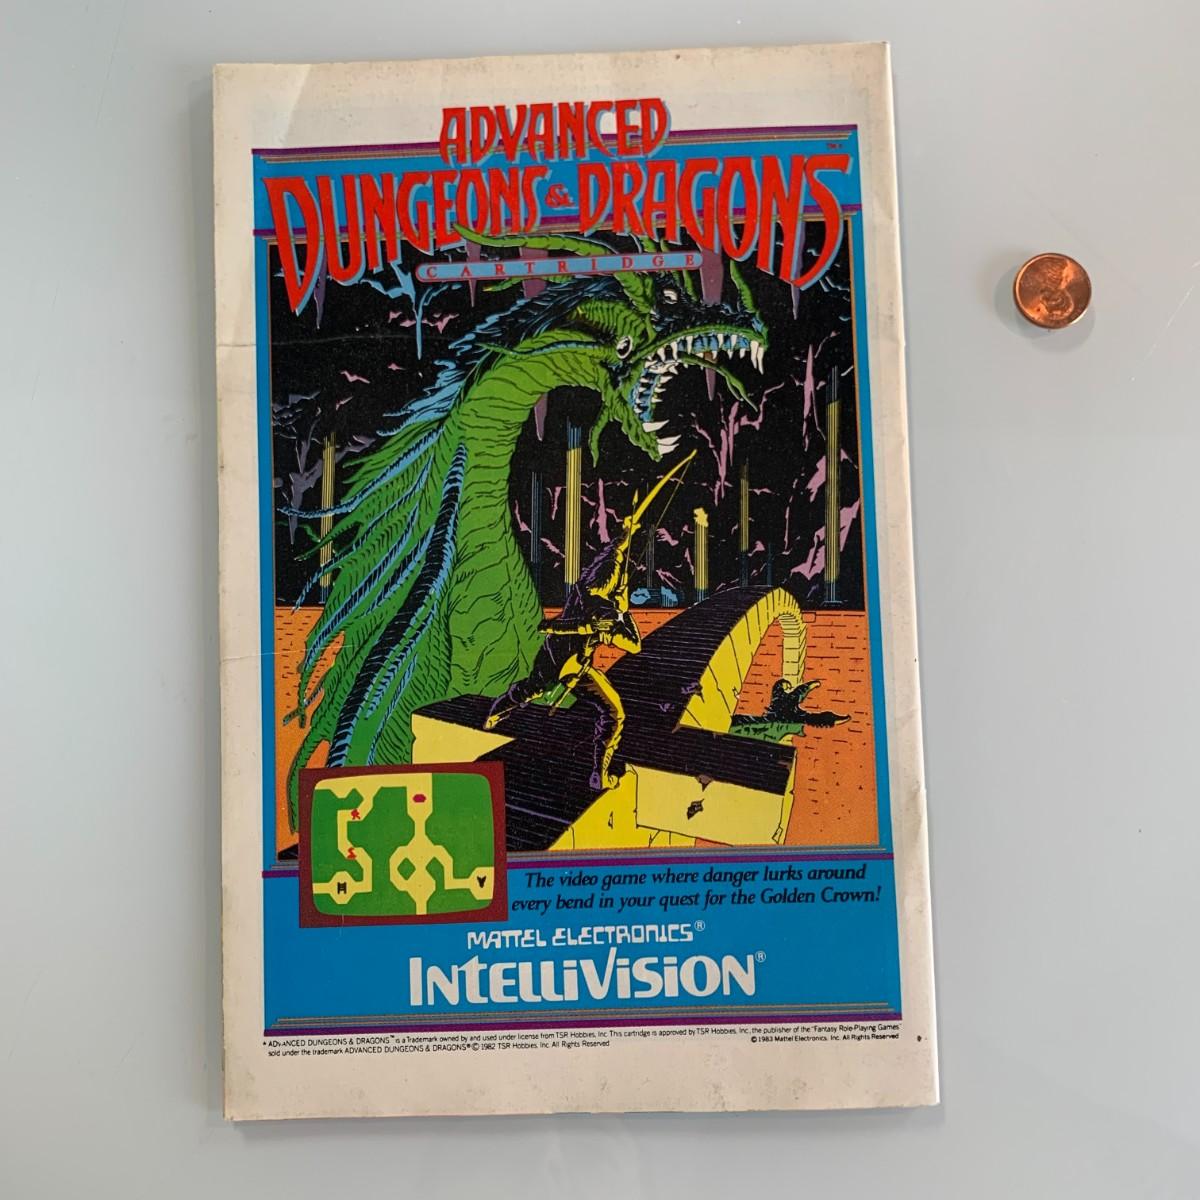 ADVANCED
DUNGEONS & DRAGONS™*
CARTRIDGE
The video game where danger lurks around
every bend in your quest for the Golden Crown!
MATTEL ELECTRONICS®
INTELLIVISION®
* ADVANCED DUNGEONS & DRAGONS™ is a Trademark owned by and used under license from TSR Hobbies, Inc. This cartridge is approved by TSR Hobbies, Inc., the publisher of the "Fantasy Role-Playing Games"
sold under the trademark ADVANCED DUNGEONS & DRAGONS® © 1982 TSR Hobbies, Inc. All Rights Reserved
© 1983 Mattel Electronics, Inc. All Rights Reserved